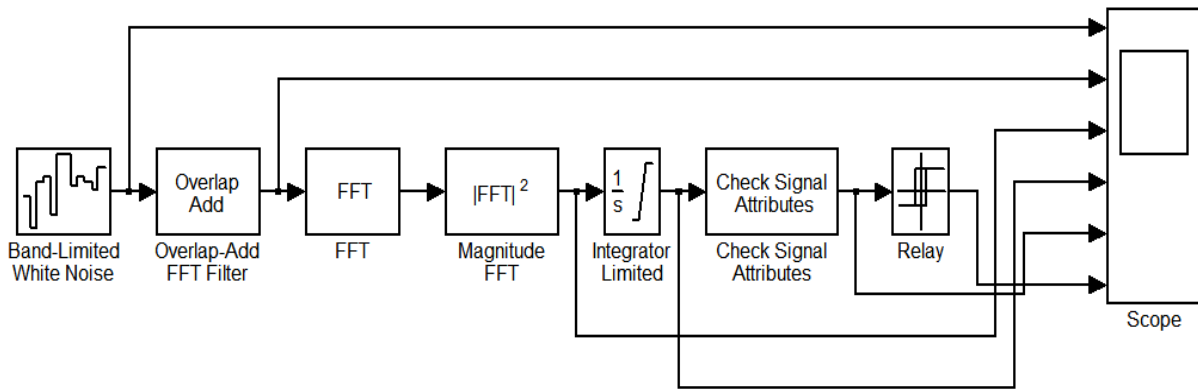 Overlap
Add
FFT
|FFT| 2
1
s
Check Signal
Attributes
Band-Limited
White Noise
Overlap-Add
FFT Filter
FFT
Magnitude
FFT
Integrator
Limited
Check Signal
Attributes
Relay
Scope